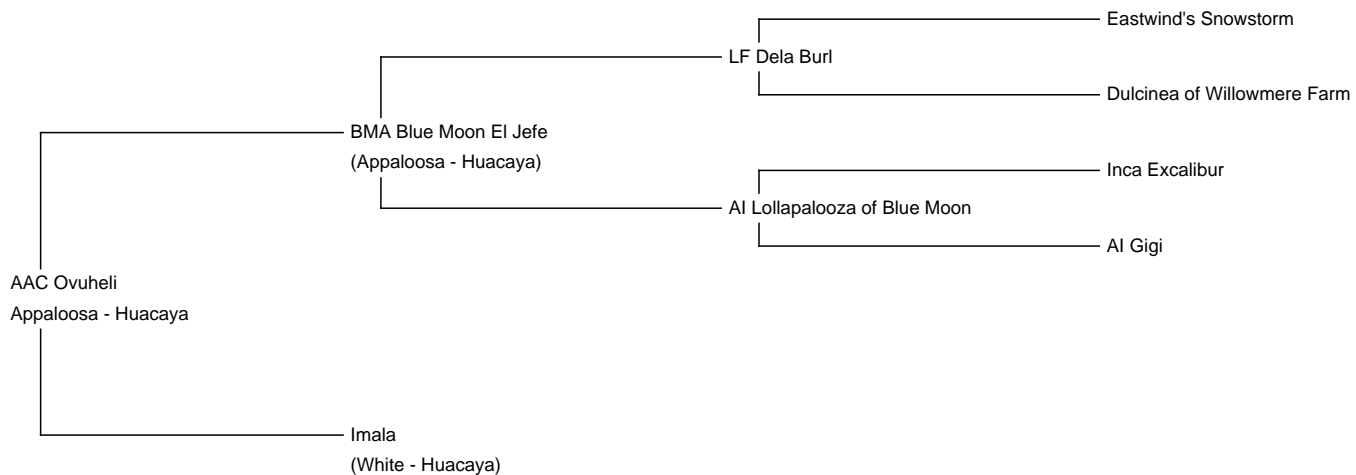 Eastwind's Snowstorm
LF Dela Burl
Dulcinea of Willowmere Farm
BMA Blue Moon El Jefe
(Appaloosa - Huacaya)
Inca Excalibur
AI Lollapalooza of Blue Moon
AI Gigi
AAC Ovuheli
Appaloosa - Huacaya
Imala
(White - Huacaya)